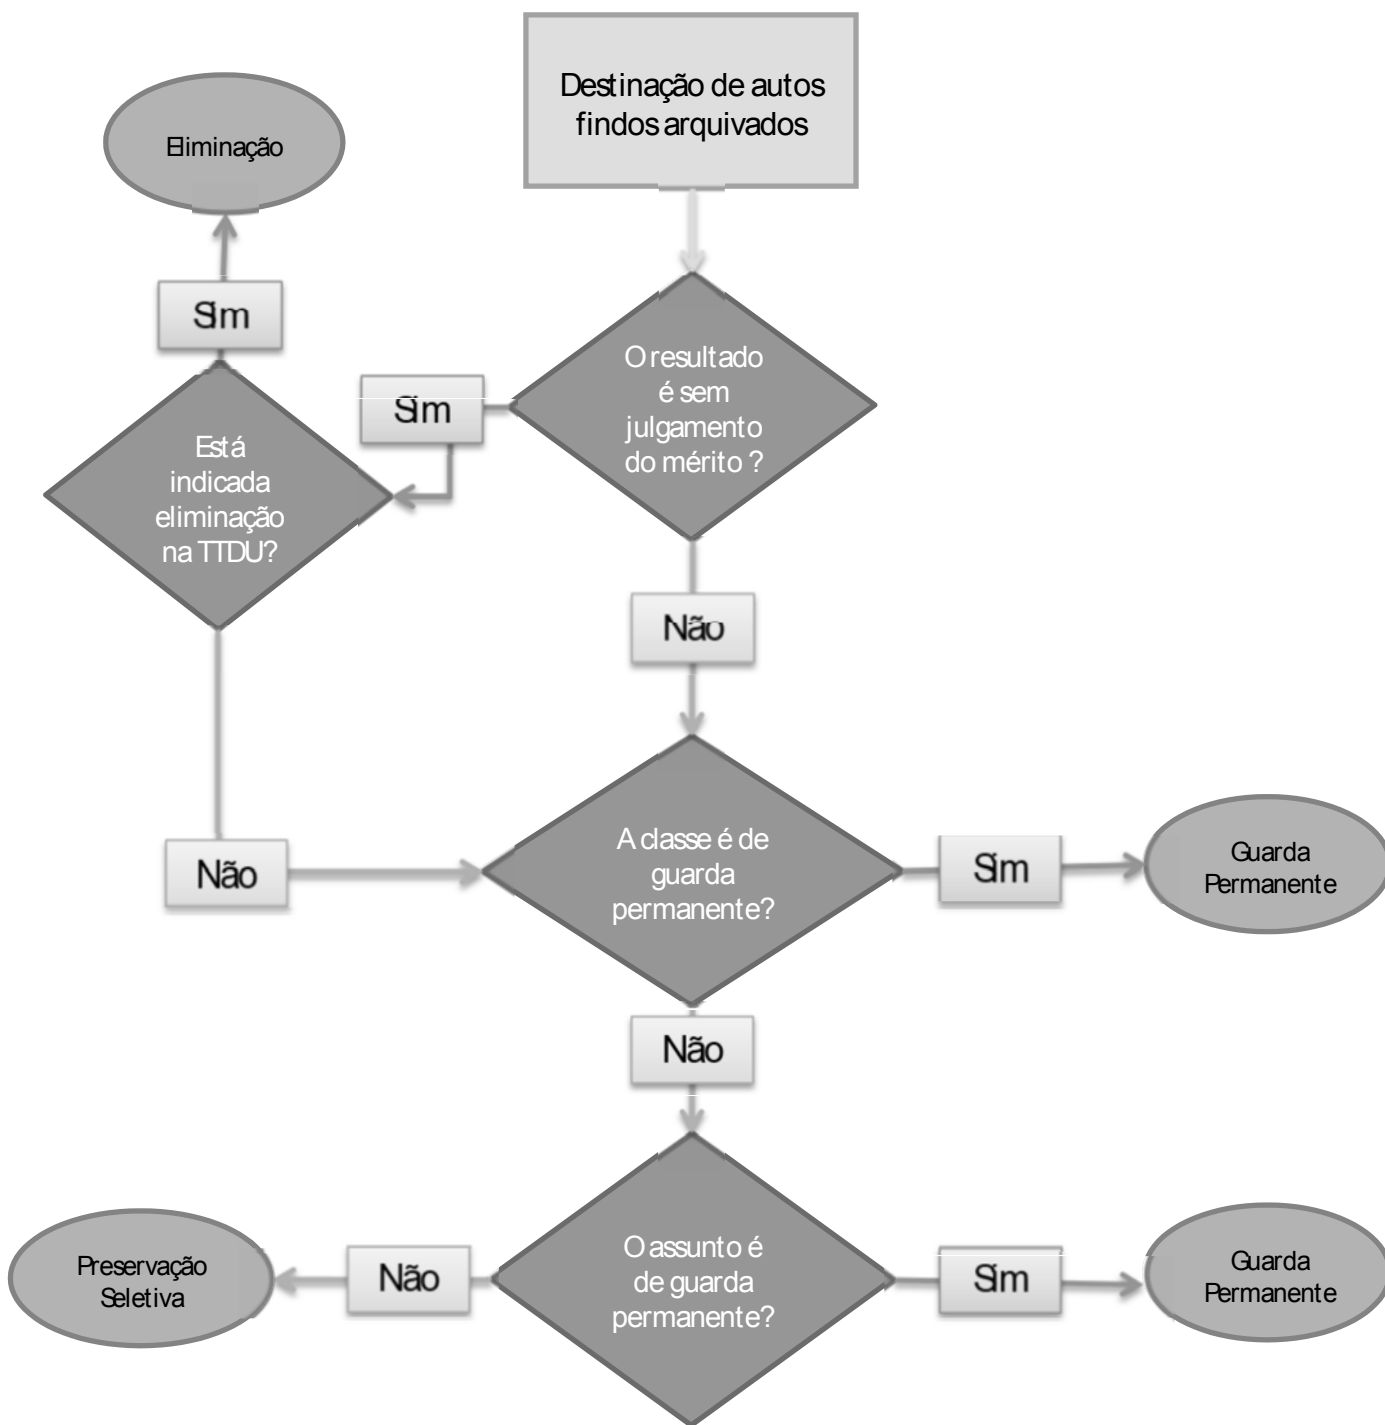 Destinação de autos
findos arquivados
Eliminação
Sim
O resultado
é sem
julgamento
do mérito ?
Sim
Está
indicada
eliminação
na TTDU?
Não
A classe é de
guarda
permanente?
Sim
Guarda
Permanente
Não
Não
O assunto é
de guarda
permanente?
Sim
Guarda
Permanente
Não
Preservação
Seletiva